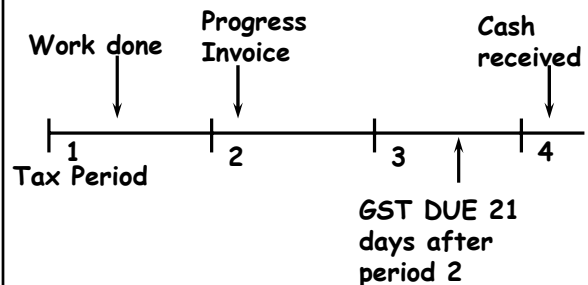 Work done
Progress
Invoice
Cash
received
1
2
3
4
Tax Period
GST DUE 21
days after
period 2